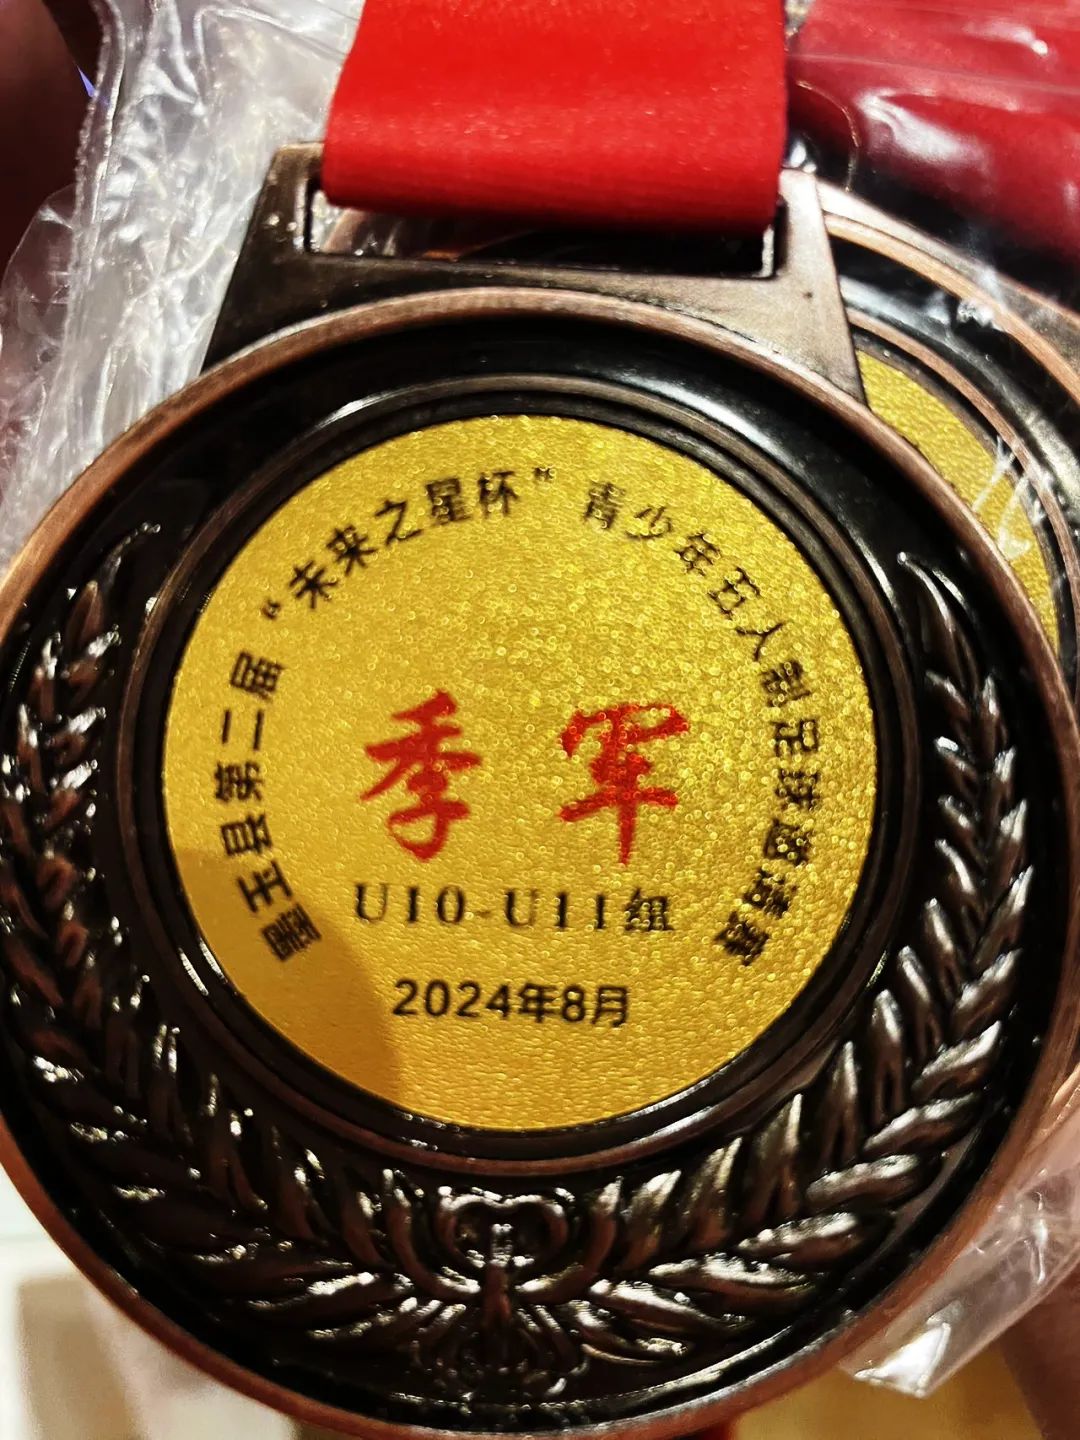 墨玉县第二届“未来之星杯”青少年五人制足球邀请赛
季军
U10-U11组
2024年8月